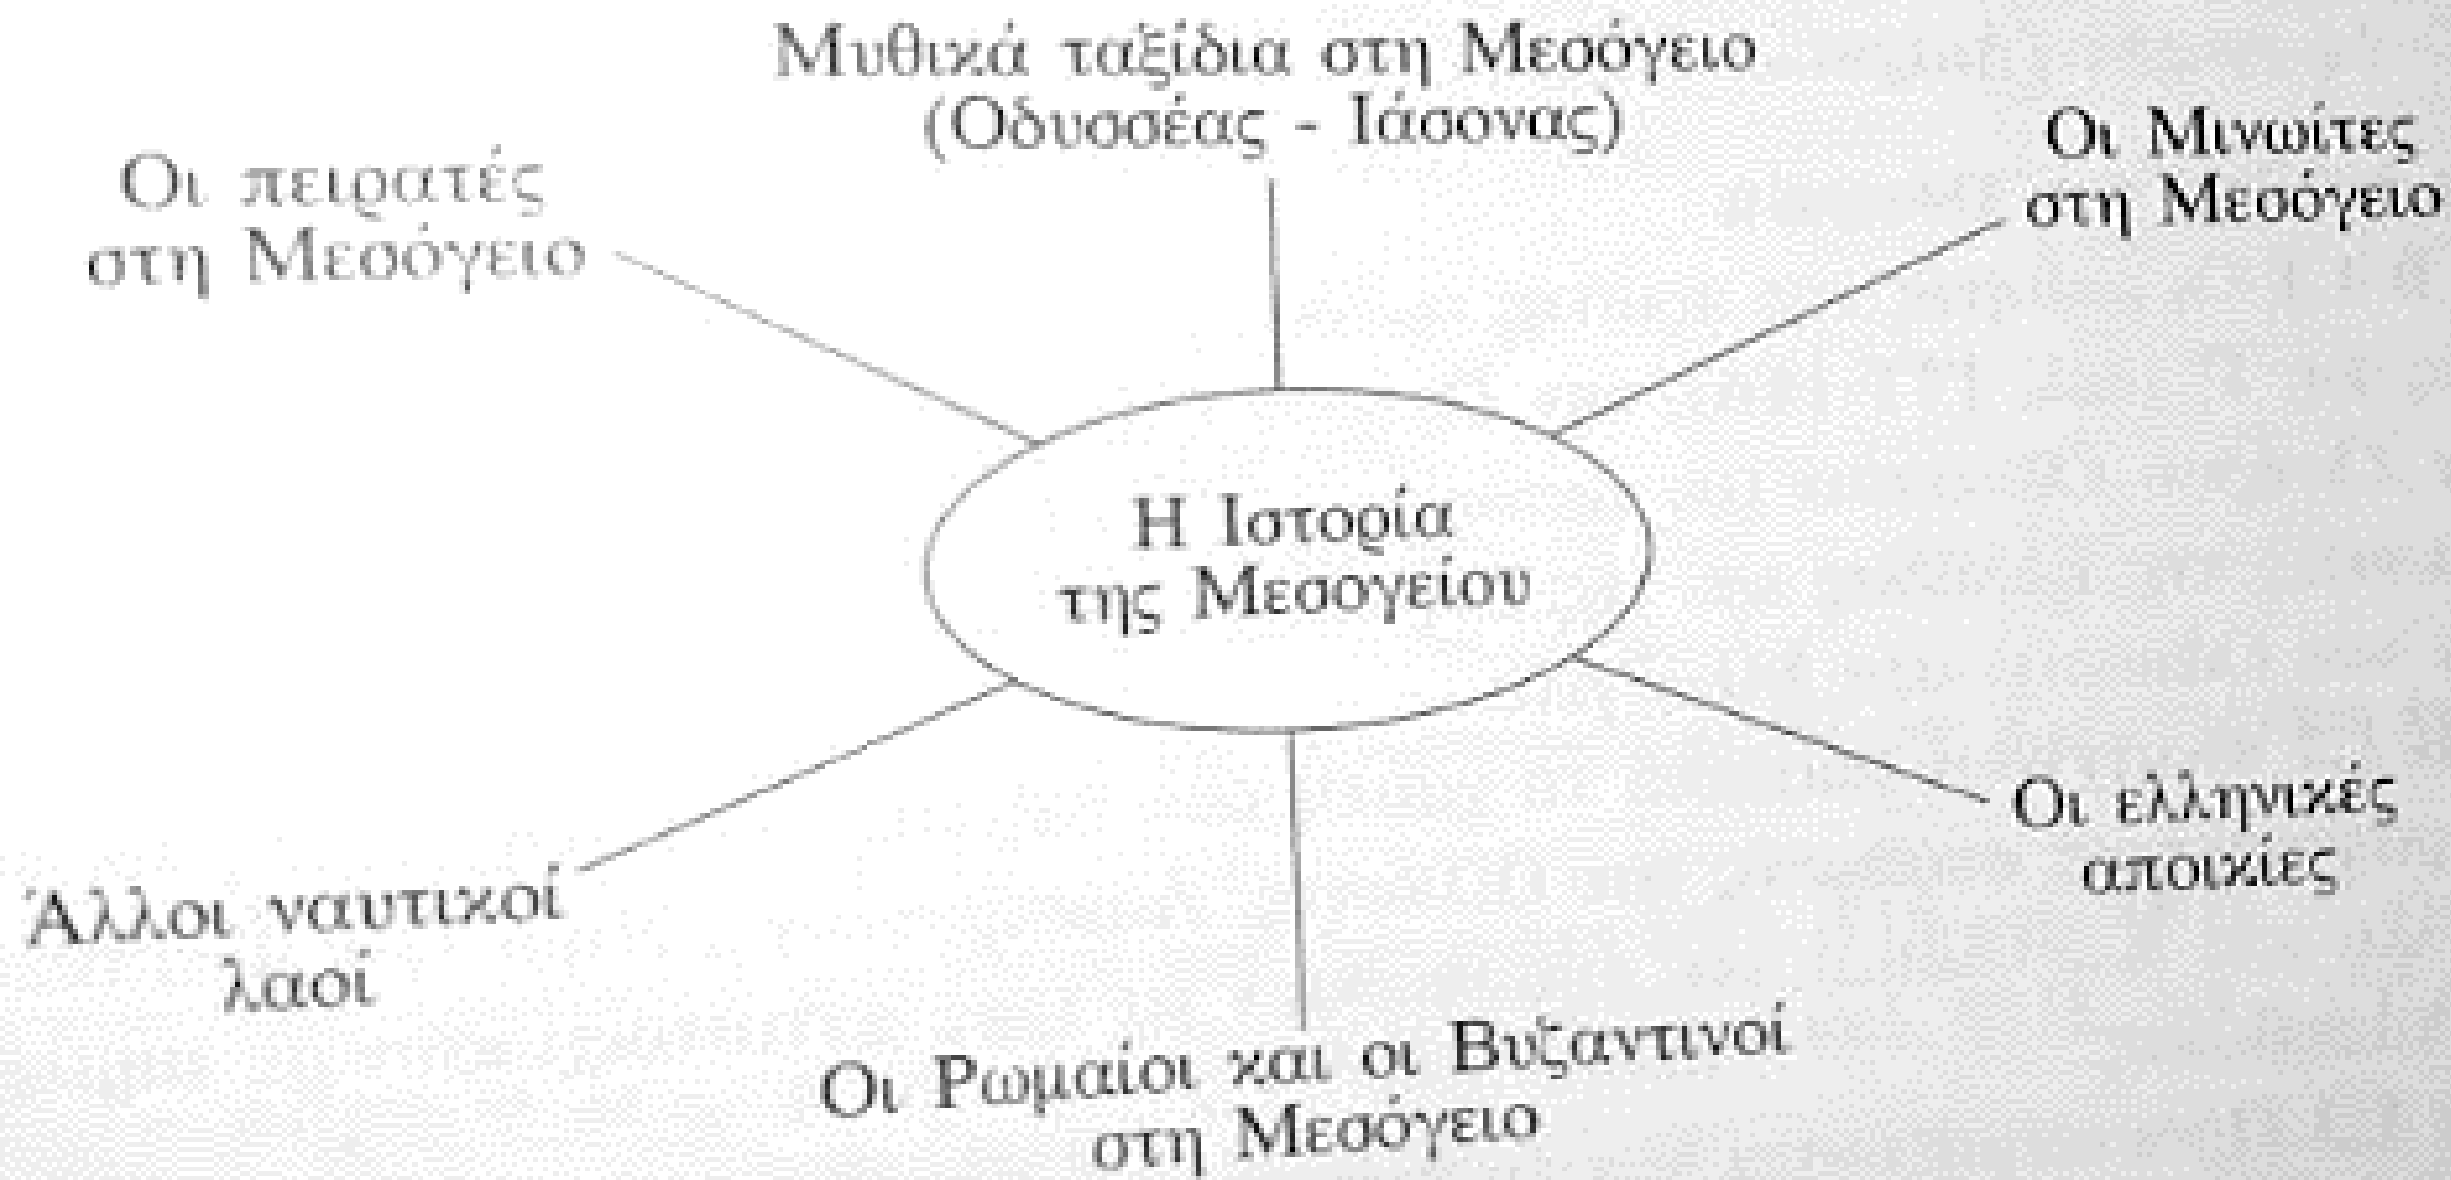 Μυθικά ταξίδια στη Μεσόγειο
(Οδυσσέας - Ιάσονας)
Οι Μινωίτες
στη Μεσόγειο
Οι πειρατές
στη Μεσόγειο
Η Ιστορία
της Μεσογείου
Οι ελληνικές
αποικίες
Άλλοι ναυτικοί
λαοί
Οι Ρωμαίοι και οι Βυζαντινοί
στη Μεσόγειο